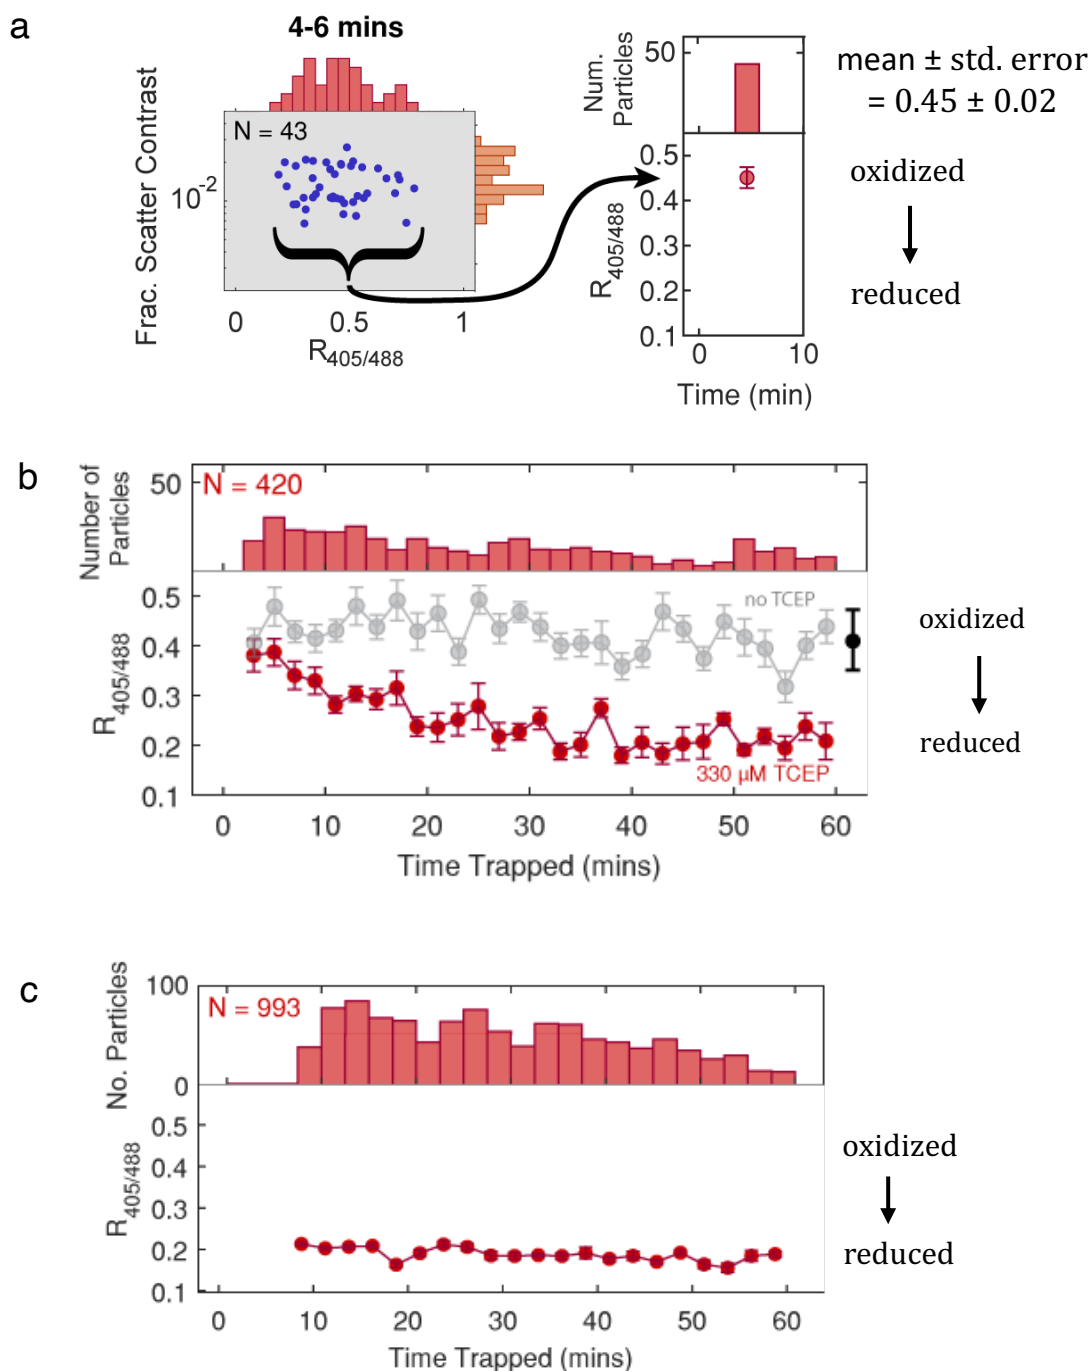 a
4-6 mins
Frac. Scatter Contrast
N = 43
10-2
0 0.5 1
R405/488
Num.
Particles
50
mean ± std. error
= 0.45 ± 0.02
R405/488
0.5
0.4
0.3
0.2
0.1
0 10
Time (min)
oxidized
reduced
b
Number of
Particles
50
N = 420
R405/488
0.5
0.4
0.3
0.2
0.1
no TCEP
330 µM TCEP
0 10 20 30 40 50 60
Time Trapped (mins)
oxidized
reduced
c
No. Particles
100
0
N = 993
R405/488
0.5
0.4
0.3
0.2
0.1
0 10 20 30 40 50 60
Time Trapped (mins)
oxidized
reduced